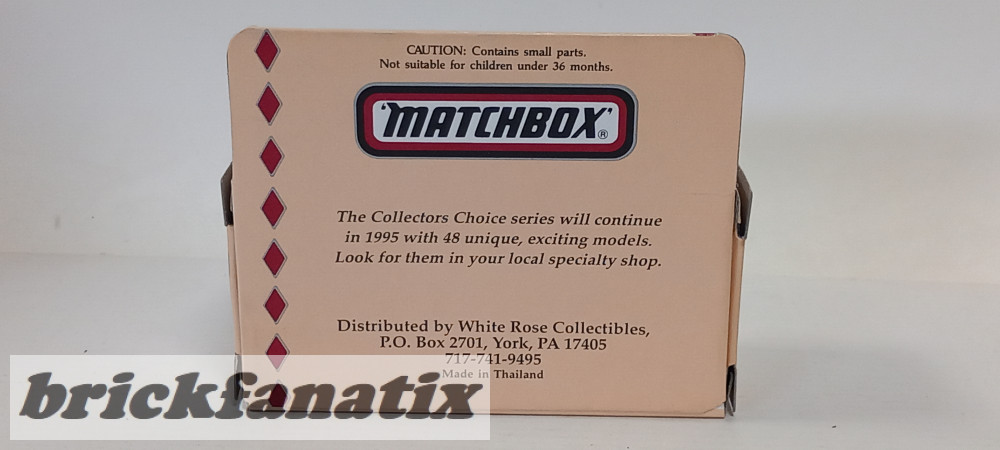 CAUTION: Contains small parts.
Not suitable for children under 36 months.
'MATCHBOX'®
The Collectors Choice series will continue
in 1995 with 48 unique, exciting models.
Look for them in your local specialty shop.
Distributed by White Rose Collectibles,
P.O. Box 2701, York, PA 17405
717-741-9495
Made in Thailand
brickfanatix